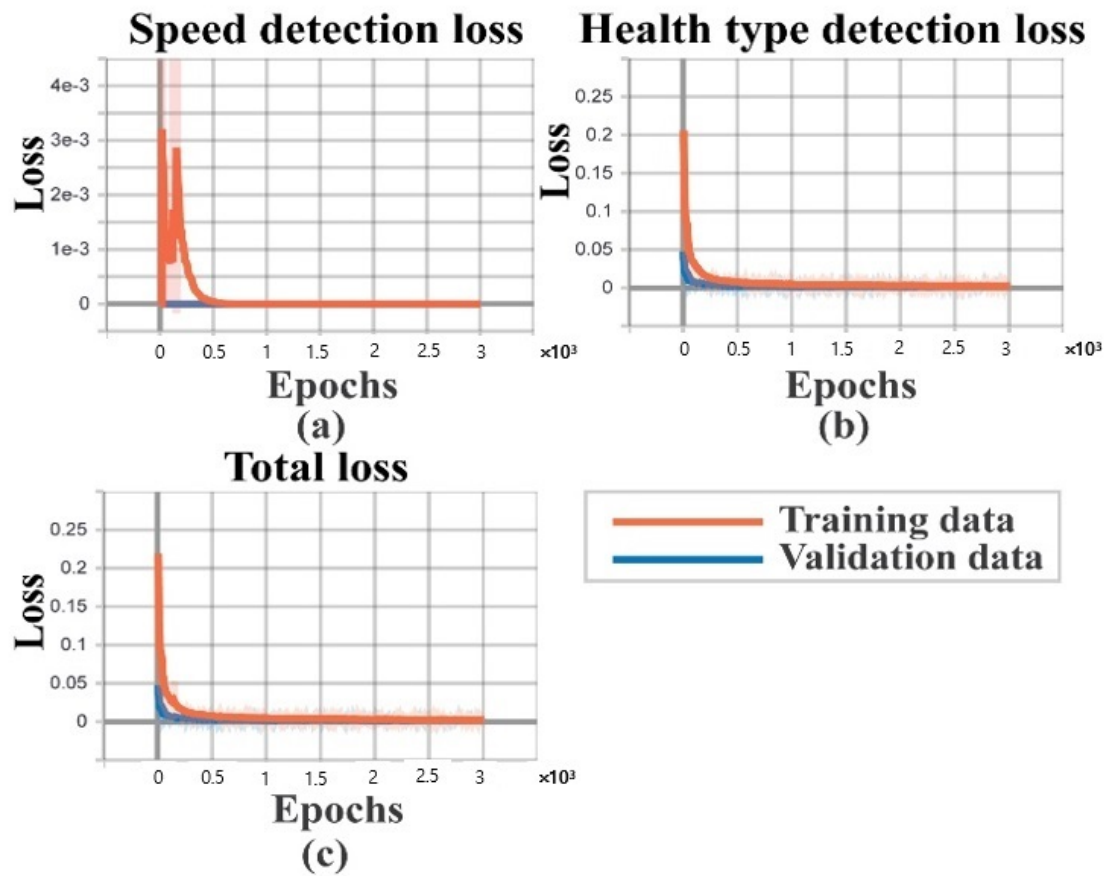 Speed detection loss
4e-3
3e-3
2e-3
1e-3
0
Loss
0 0.5 1 1.5 2 2.5 3 ×10³
Epochs
(a)
Health type detection loss
0.25
0.2
0.15
0.1
0.05
0
Loss
0 0.5 1 1.5 2 2.5 3 ×10³
Epochs
(b)
Total loss
0.25
0.2
0.15
0.1
0.05
0
Loss
0 0.5 1 1.5 2 2.5 3 ×10³
Epochs
(c)
Training data
Validation data